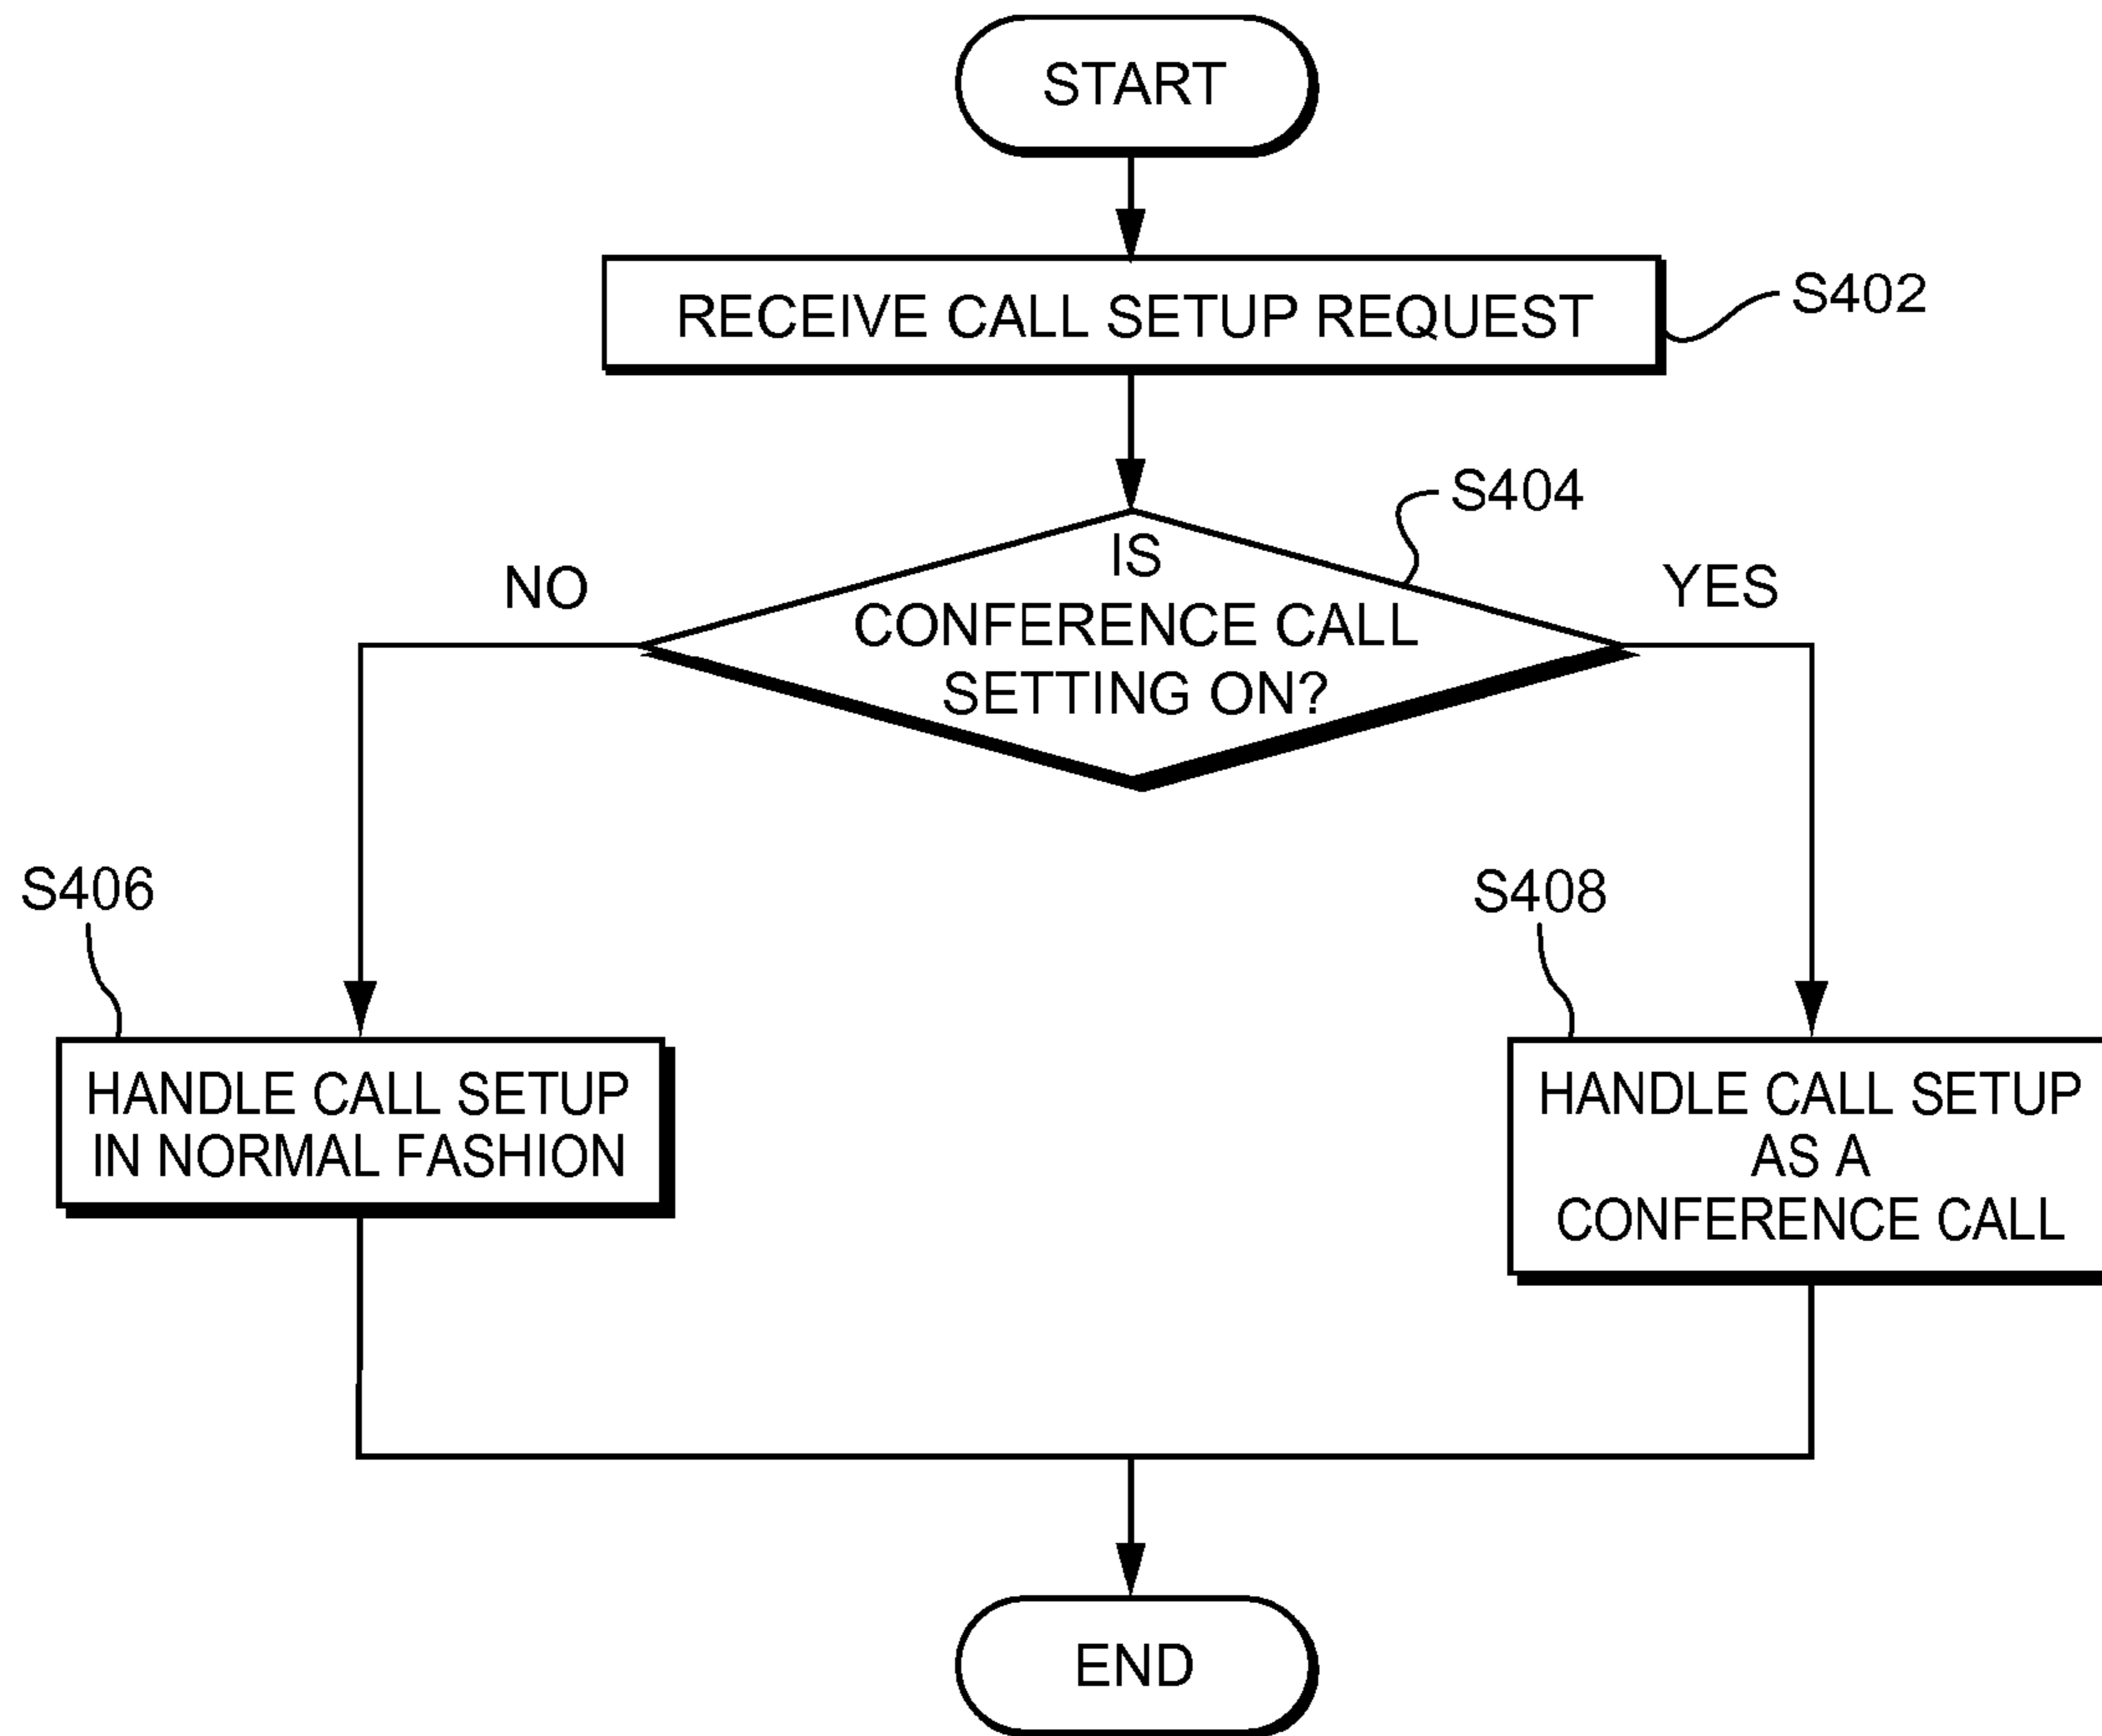 START
RECEIVE CALL SETUP REQUEST
S402
S404
IS
CONFERENCE CALL
SETTING ON?
NO
YES
S406
HANDLE CALL SETUP
IN NORMAL FASHION
S408
HANDLE CALL SETUP
AS A
CONFERENCE CALL
END